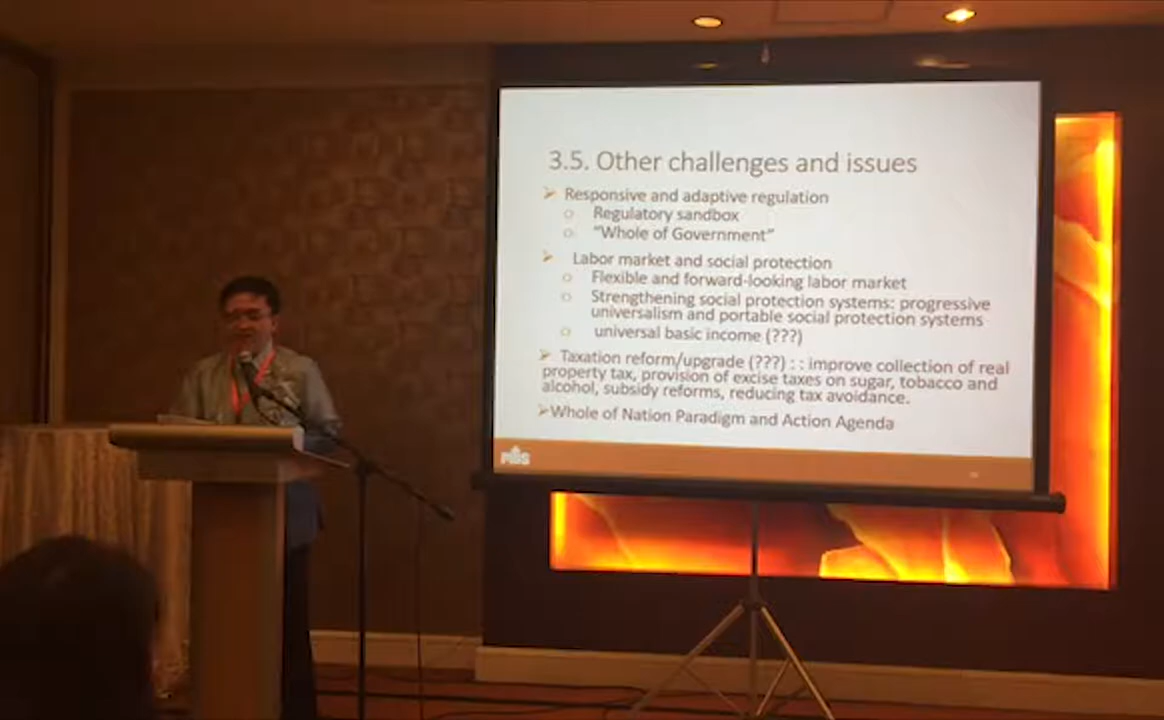 3.5. Other challenges and issues
➢ Responsive and adaptive regulation
o Regulatory sandbox
o "Whole of Government"
➢ Labor market and social protection
o Flexible and forward-looking labor market
o Strengthening social protection systems: progressive
universalism and portable social protection systems
o universal basic income (???)
➢ Taxation reform/upgrade (???) : : improve collection of real
property tax, provision of excise taxes on sugar, tobacco and
alcohol, subsidy reforms, reducing tax avoidance.
➢Whole of Nation Paradigm and Action Agenda